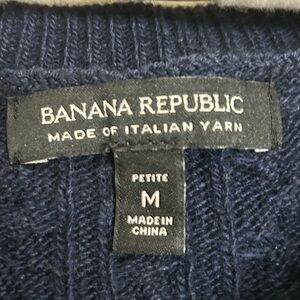 BANANA REPUBLIC
MADE OF ITALIAN YARN
PETITE
M
MADE IN
CHINA